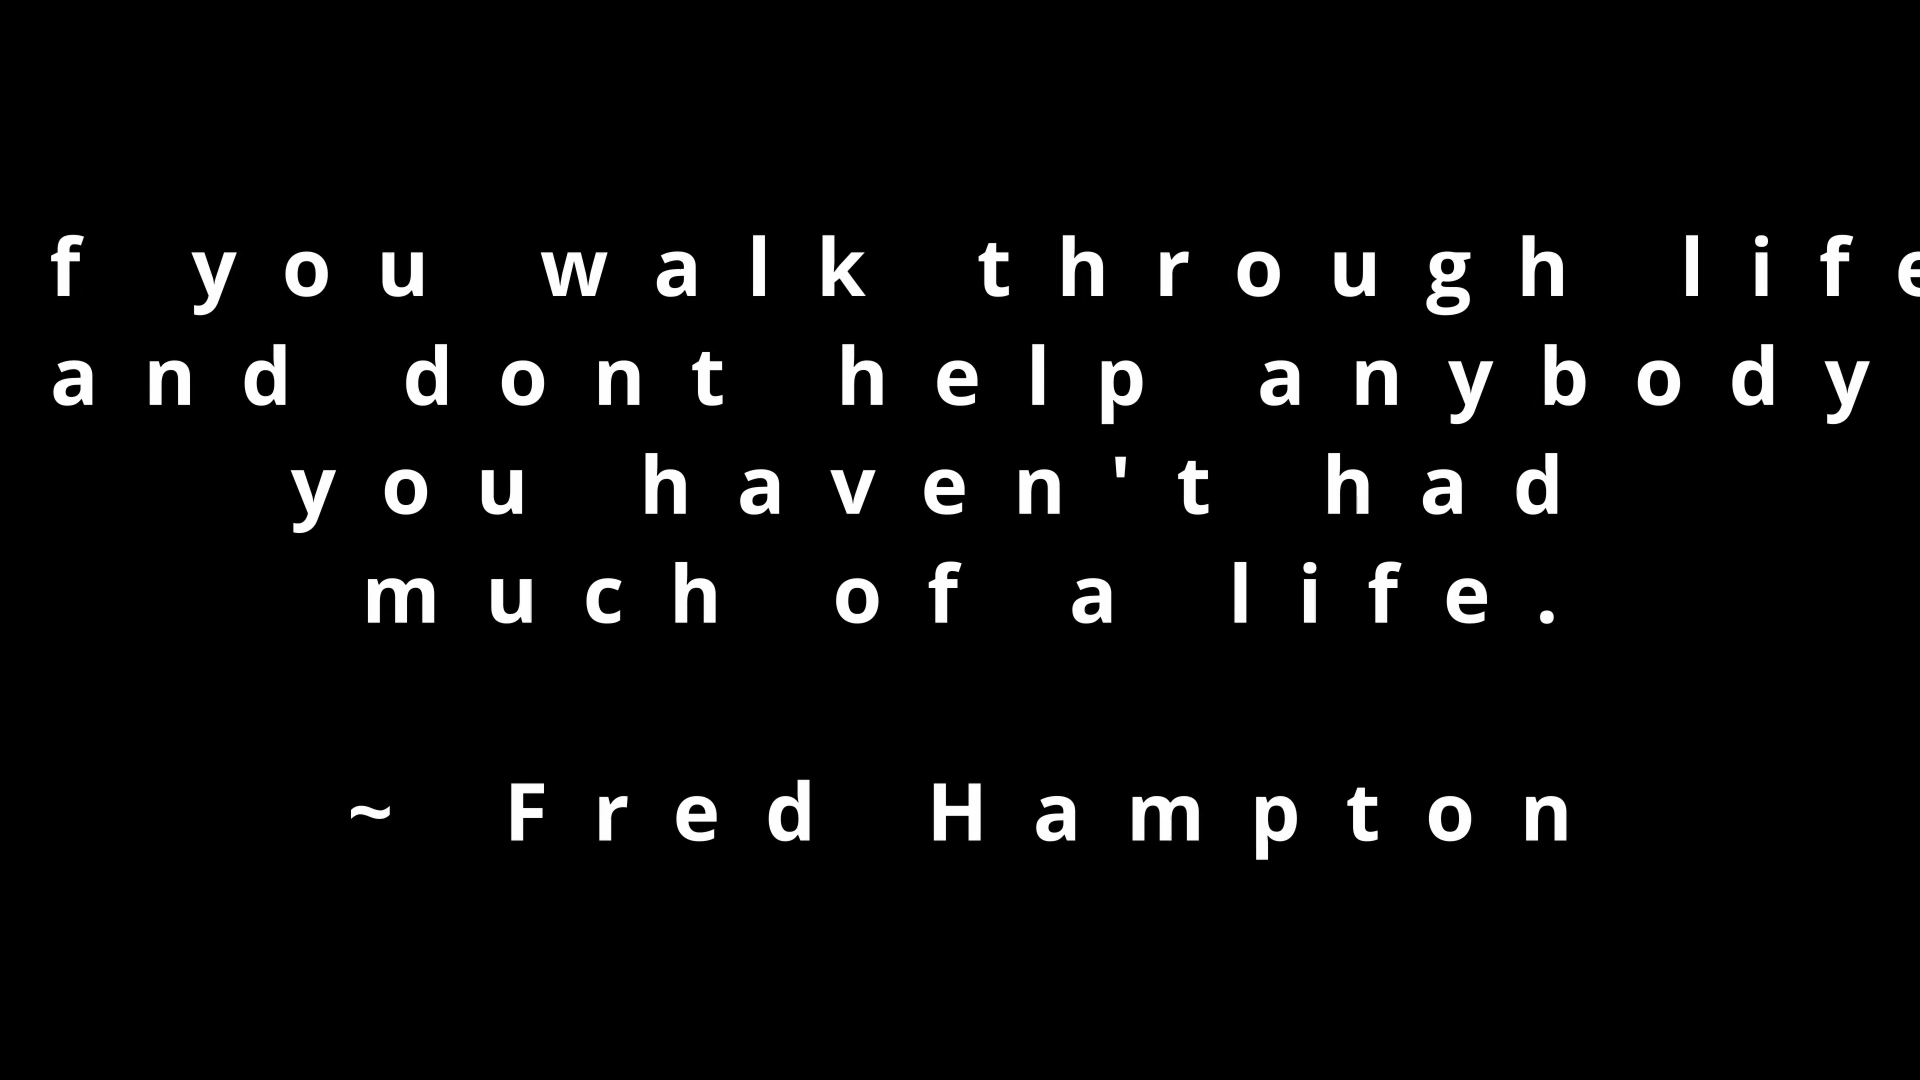 f you walk through life
and dont help anybody
you haven't had
much of a life.
~ Fred Hampton